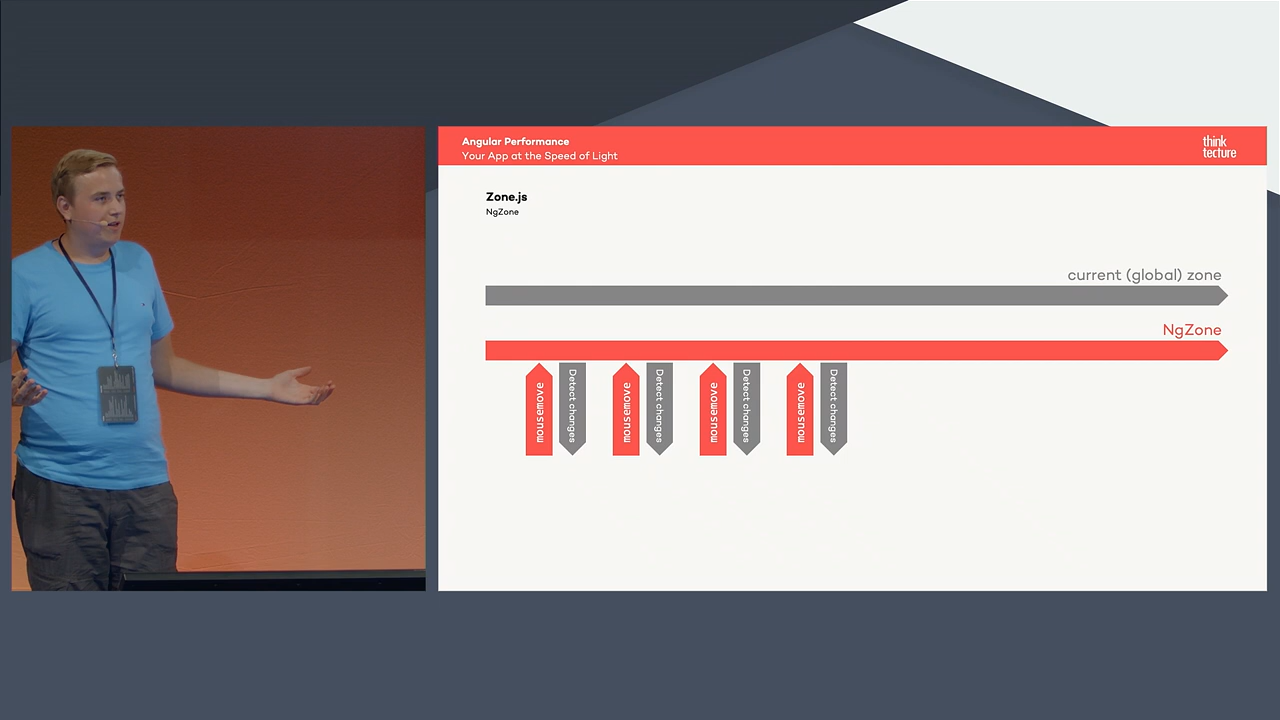 Angular Performance
Your App at the Speed of Light
think
tecture
Zone.js
NgZone
current (global) zone
NgZone
mousemove
Detect changes
mousemove
Detect changes
mousemove
Detect changes
mousemove
Detect changes